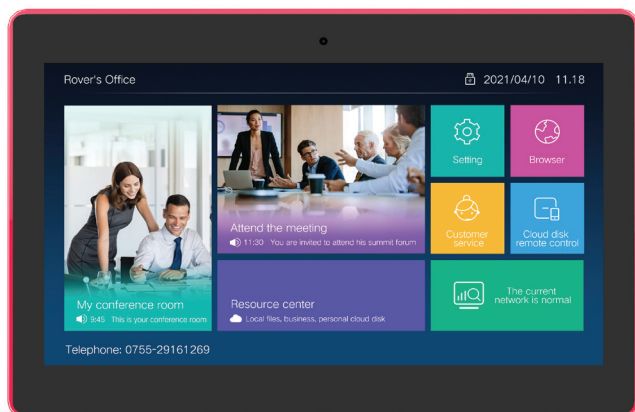 Rover's Office
2021/04/10 11.18
Attend the meeting
11:30 You are invited to attend his summit forum
My conference room
9:45 This is your conference room
Resource center
Local files, business, personal cloud disk
Setting
Browser
Customer
service
Cloud disk
remote control
The current
network is normal
Telephone: 0755-29161269